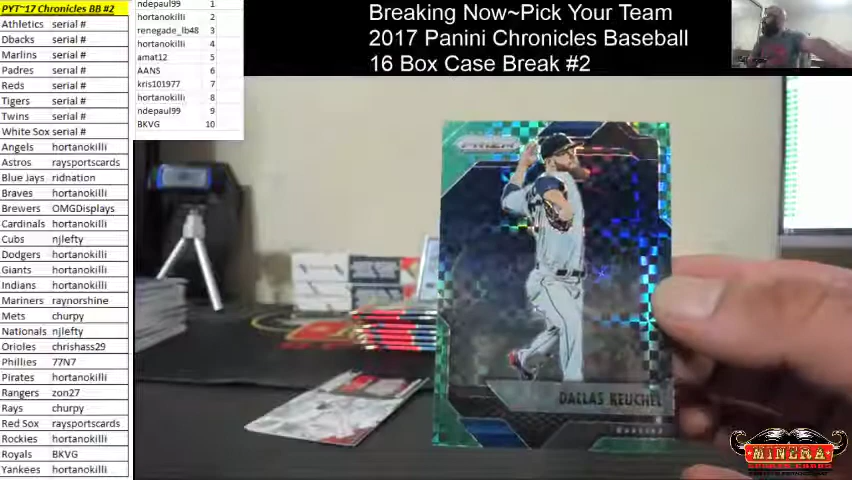 PYT~17 Chronicles BB #2
Athletics serial #
Dbacks serial #
Marlins serial #
Padres serial #
Reds serial #
Tigers serial #
Twins serial #
White Sox serial #
Angels hortanokilli
Astros raysportscards
Blue Jays ridnation
Braves hortanokilli
Brewers OMGDisplays
Cardinals hortanokilli
Cubs njlefty
Dodgers hortanokilli
Giants hortanokilli
Indians hortanokilli
Mariners raynorshine
Mets churpy
Nationals njlefty
Orioles chrishass29
Phillies 77N7
Pirates hortanokilli
Rangers zon27
Rays churpy
Red Sox raysportscards
Rockies hortanokilli
Royals BKVG
Yankees hortanokilli
ndepaul99 1
hortanokilli 2
renegade_lb48 3
hortanokilli 4
amat12 5
AANS 6
kris101977 7
hortanokilli 8
ndepaul99 9
BKVG 10
Breaking Now~Pick Your Team
2017 Panini Chronicles Baseball
16 Box Case Break #2
PRIZM
DALLAS KEUCHEL
MINERA
SPORTS CARDS